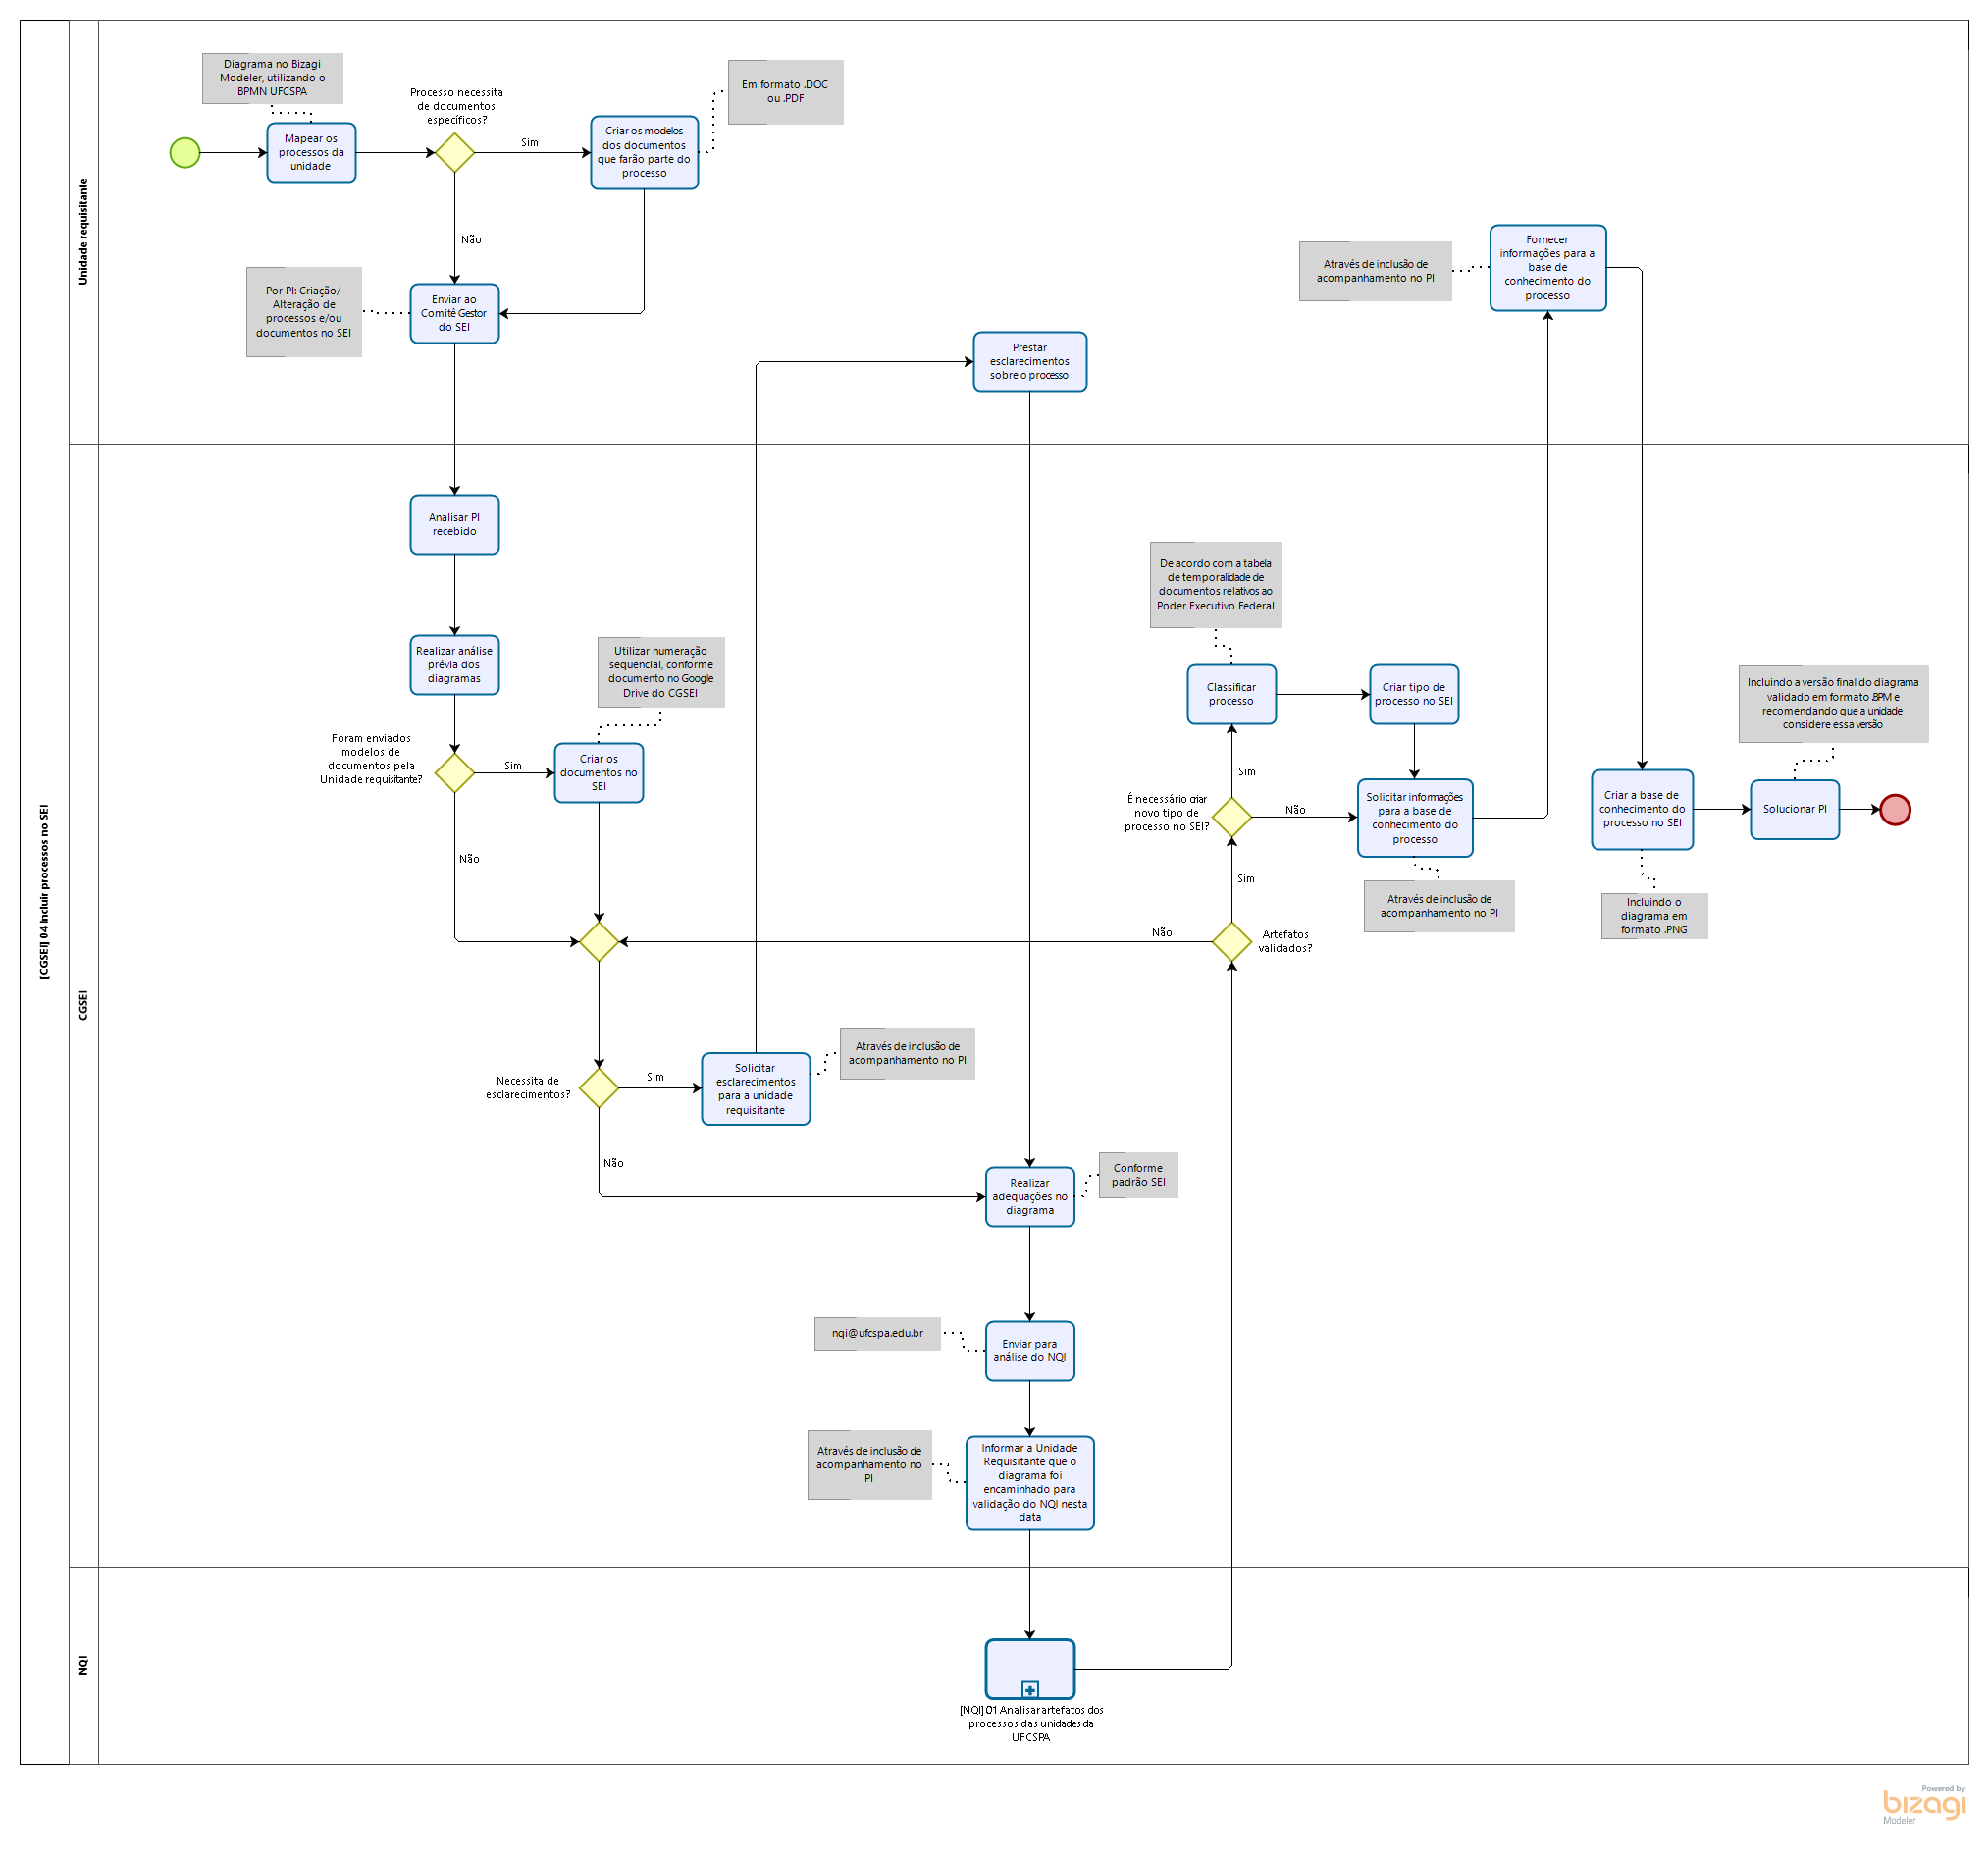 [CGSEI] 04 Incluir processos no SEI
Unidade requisitante
Diagrama no Bizagi
Modeler, utilizando o
BPMN UFCSPA
Mapear os
processos da
unidade
Processo necessita
de documentos
específicos?
Sim
Não
Criar os modelos
dos documentos
que farão parte do
processo
Em formato .DOC
ou .PDF
Por PI: Criação/
Alteração de
processos e/ou
documentos no SEI
Enviar ao
Comitê Gestor
do SEI
Prestar
esclarecimentos
sobre o processo
Através de inclusão de
acompanhamento no PI
Fornecer
informações para a
base de
conhecimento do
processo
CGSEI
Analisar PI
recebido
Realizar análise
prévia dos
diagramas
Foram enviados
modelos de
documentos pela
Unidade requisitante?
Sim
Não
Utilizar numeração
sequencial, conforme
documento no Google
Drive do CGSEI
Criar os
documentos no
SEI
Necessita de
esclarecimentos?
Sim
Não
Solicitar
esclarecimentos
para a unidade
requisitante
Através de inclusão de
acompanhamento no PI
Realizar
adequações no
diagrama
Conforme
padrão SEI
nqi@ufcspa.edu.br
Enviar para
análise do NQI
Através de inclusão de
acompanhamento no
PI
Informar a Unidade
Requisitante que o
diagrama foi
encaminhado para
validação do NQI nesta
data
Artefatos
validados?
Não
Sim
É necessário criar
novo tipo de
processo no SEI?
Sim
Não
De acordo com a tabela
de temporalidade de
documentos relativos ao
Poder Executivo Federal
Classificar
processo
Criar tipo de
processo no SEI
Solicitar informações
para a base de
conhecimento do
processo
Através de inclusão de
acompanhamento no PI
Criar a base de
conhecimento do
processo no SEI
Incluindo o
diagrama em
formato .PNG
Incluindo a versão final do diagrama
validado em formato .BPM e
recomendando que a unidade
considere essa versão
Solucionar PI
NQI
[NQI] 01 Analisar artefatos dos
processos das unidades da
UFCSPA
Powered by
bizagi
Modeler